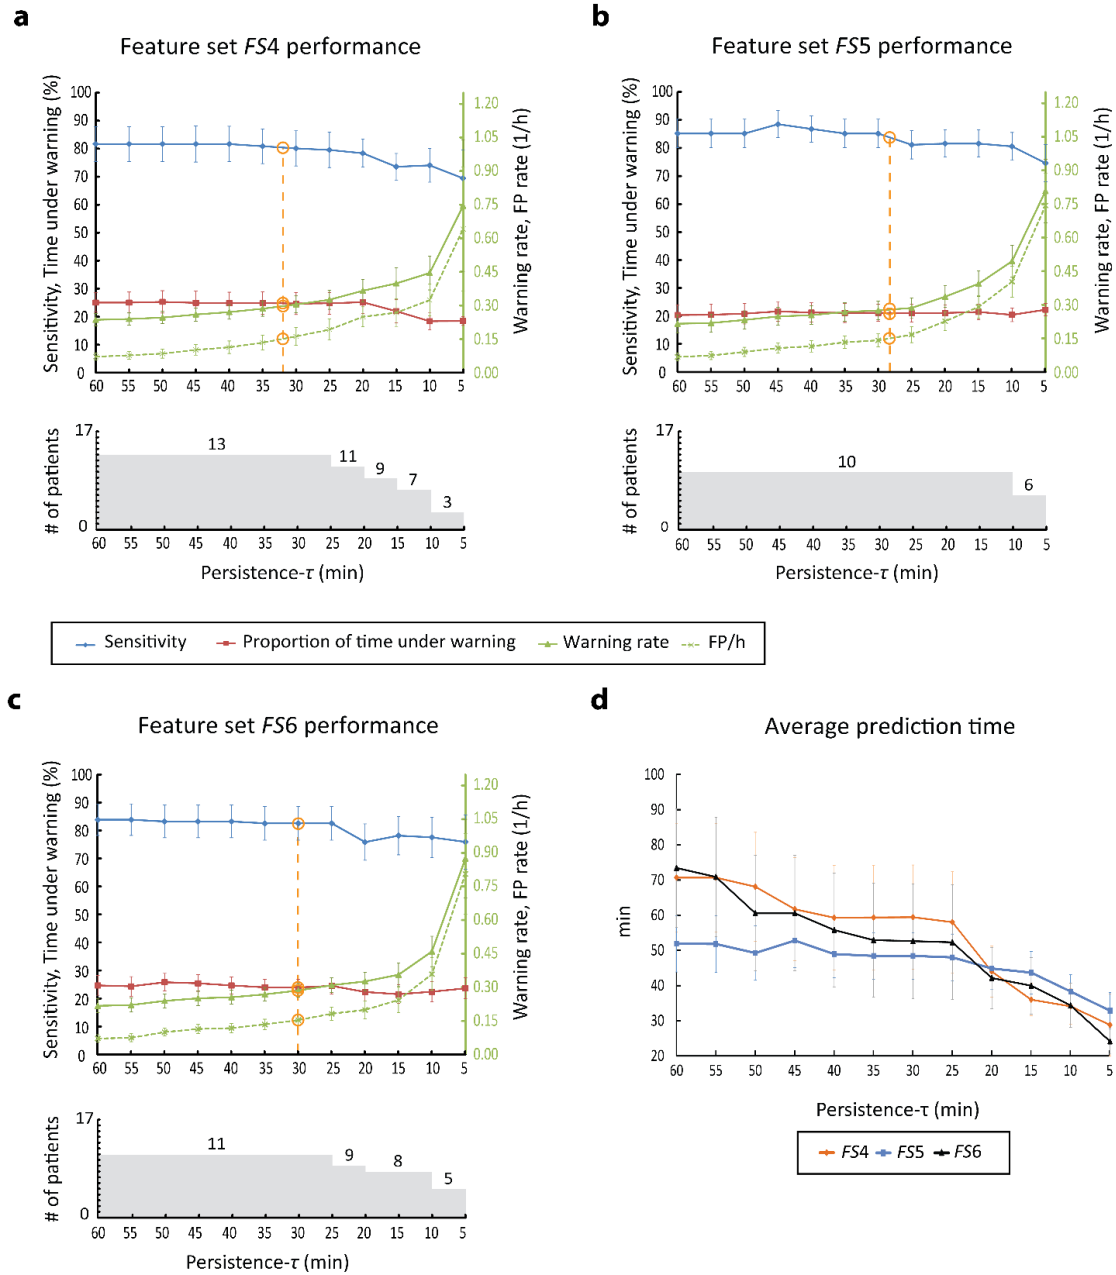 a
Feature set FS4 performance
Sensitivity, Time under warning (%)
100
90
80
70
60
50
40
30
20
10
0
1.20
1.05
0.90
0.75
0.60
0.45
0.30
0.15
0.00
Warning rate, FP rate (1/h)
60 55 50 45 40 35 30 25 20 15 10 5
# of patients
17
0
13
11
9
7
3
60 55 50 45 40 35 30 25 20 15 10 5
Persistence-τ (min)
b
Feature set FS5 performance
Sensitivity, Time under warning (%)
100
90
80
70
60
50
40
30
20
10
0
1.20
1.05
0.90
0.75
0.60
0.45
0.30
0.15
0.00
Warning rate, FP rate (1/h)
60 55 50 45 40 35 30 25 20 15 10 5
# of patients
17
0
10
6
60 55 50 45 40 35 30 25 20 15 10 5
Persistence-τ (min)
Sensitivity Proportion of time under warning Warning rate FP/h
c
Feature set FS6 performance
Sensitivity, Time under warning (%)
100
90
80
70
60
50
40
30
20
10
0
1.20
1.05
0.90
0.75
0.60
0.45
0.30
0.15
0.00
Warning rate, FP rate (1/h)
60 55 50 45 40 35 30 25 20 15 10 5
# of patients
17
0
11
9
8
5
60 55 50 45 40 35 30 25 20 15 10 5
Persistence-τ (min)
d
Average prediction time
min
100
90
80
70
60
50
40
30
20
60 55 50 45 40 35 30 25 20 15 10 5
Persistence-τ (min)
FS4 FS5 FS6